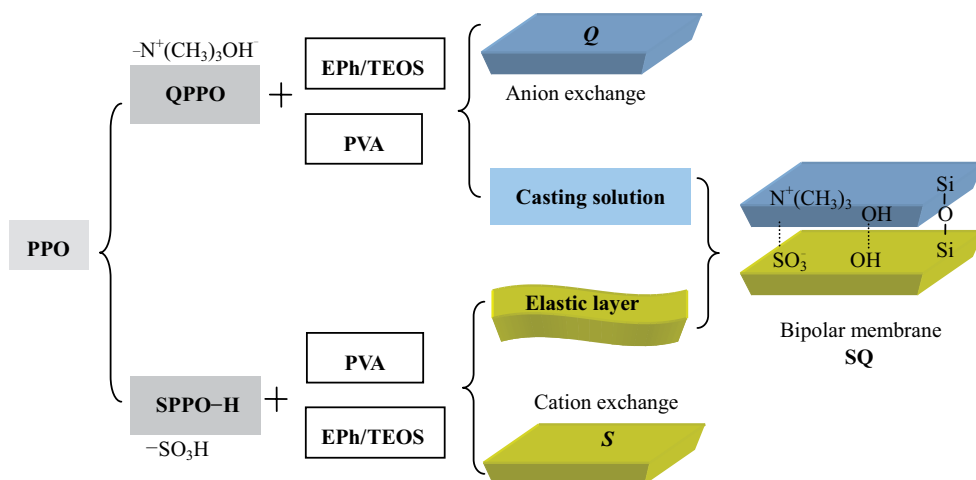 -N⁺(CH₃)₃OH⁻
QPPO
+
EPh/TEOS
PVA
Q
Anion exchange
Casting solution
PPO
N⁺(CH₃)₃
OH
Si
O
Si
SO₃⁻
OH
Bipolar membrane
SQ
Elastic layer
SPPO−H
−SO₃H
+
PVA
EPh/TEOS
Cation exchange
S